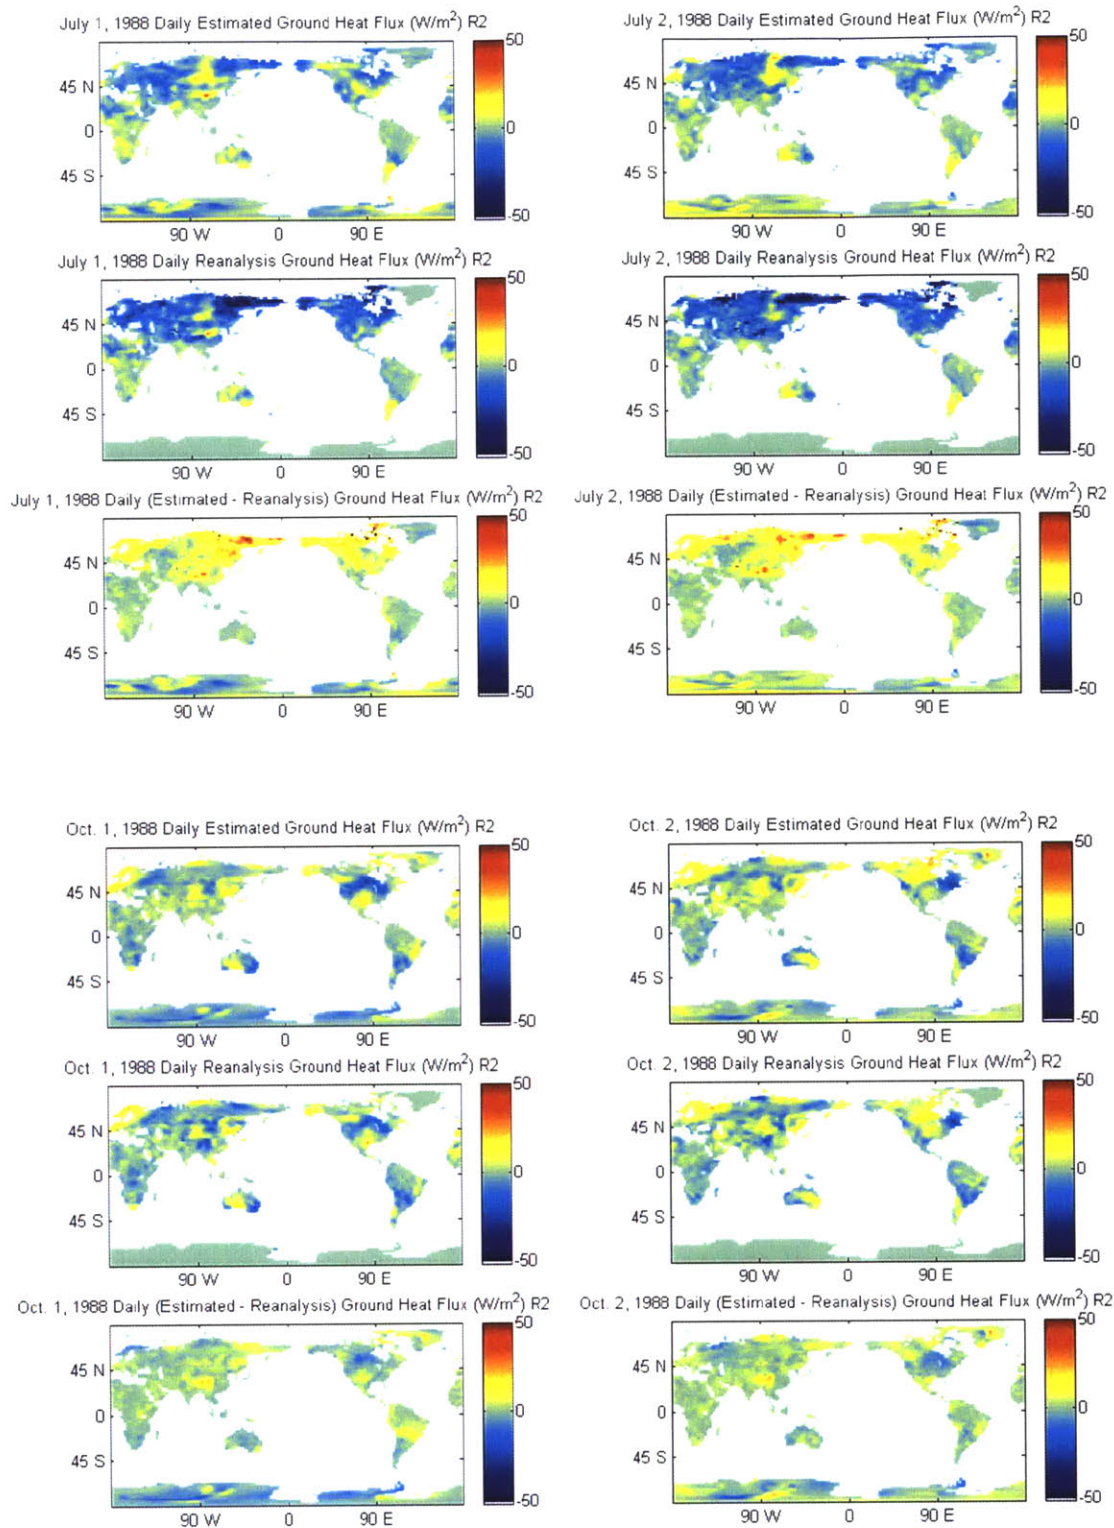 July 1, 1988 Daily Estimated Ground Heat Flux (W/m²) R2
50
0
-50
45 N
0
45 S
90 W 0 90 E
July 2, 1988 Daily Estimated Ground Heat Flux (W/m²) R2
50
0
-50
45 N
0
45 S
90 W 0 90 E
July 1, 1988 Daily Reanalysis Ground Heat Flux (W/m²) R2
50
0
-50
45 N
0
45 S
90 W 0 90 E
July 2, 1988 Daily Reanalysis Ground Heat Flux (W/m²) R2
50
0
-50
45 N
0
45 S
90 W 0 90 E
July 1, 1988 Daily (Estimated - Reanalysis) Ground Heat Flux (W/m²) R2
50
0
-50
45 N
0
45 S
90 W 0 90 E
July 2, 1988 Daily (Estimated - Reanalysis) Ground Heat Flux (W/m²) R2
50
0
-50
45 N
0
45 S
90 W 0 90 E
Oct. 1, 1988 Daily Estimated Ground Heat Flux (W/m²) R2
50
0
-50
45 N
0
45 S
90 W 0 90 E
Oct. 2, 1988 Daily Estimated Ground Heat Flux (W/m²) R2
50
0
-50
45 N
0
45 S
90 W 0 90 E
Oct. 1, 1988 Daily Reanalysis Ground Heat Flux (W/m²) R2
50
0
-50
45 N
0
45 S
90 W 0 90 E
Oct. 2, 1988 Daily Reanalysis Ground Heat Flux (W/m²) R2
50
0
-50
45 N
0
45 S
90 W 0 90 E
Oct. 1, 1988 Daily (Estimated - Reanalysis) Ground Heat Flux (W/m²) R2
50
0
-50
45 N
0
45 S
90 W 0 90 E
Oct. 2, 1988 Daily (Estimated - Reanalysis) Ground Heat Flux (W/m²) R2
50
0
-50
45 N
0
45 S
90 W 0 90 E